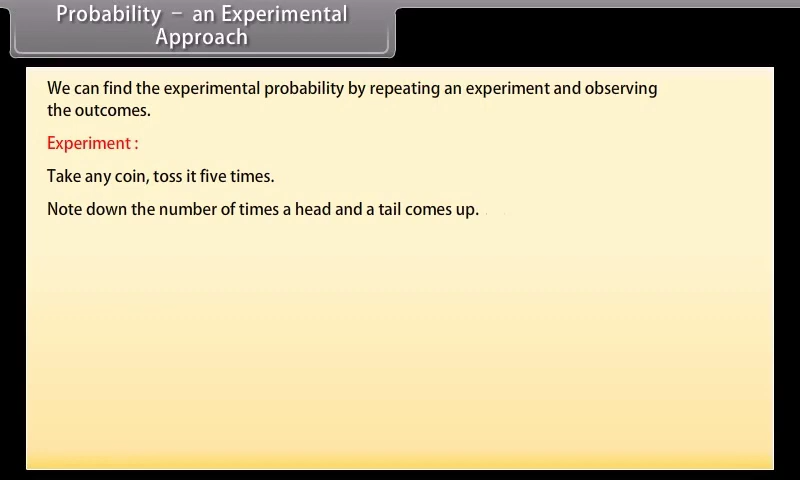 Probability – an Experimental
Approach
We can find the experimental probability by repeating an experiment and observing
the outcomes.
Experiment :
Take any coin, toss it five times.
Note down the number of times a head and a tail comes up.